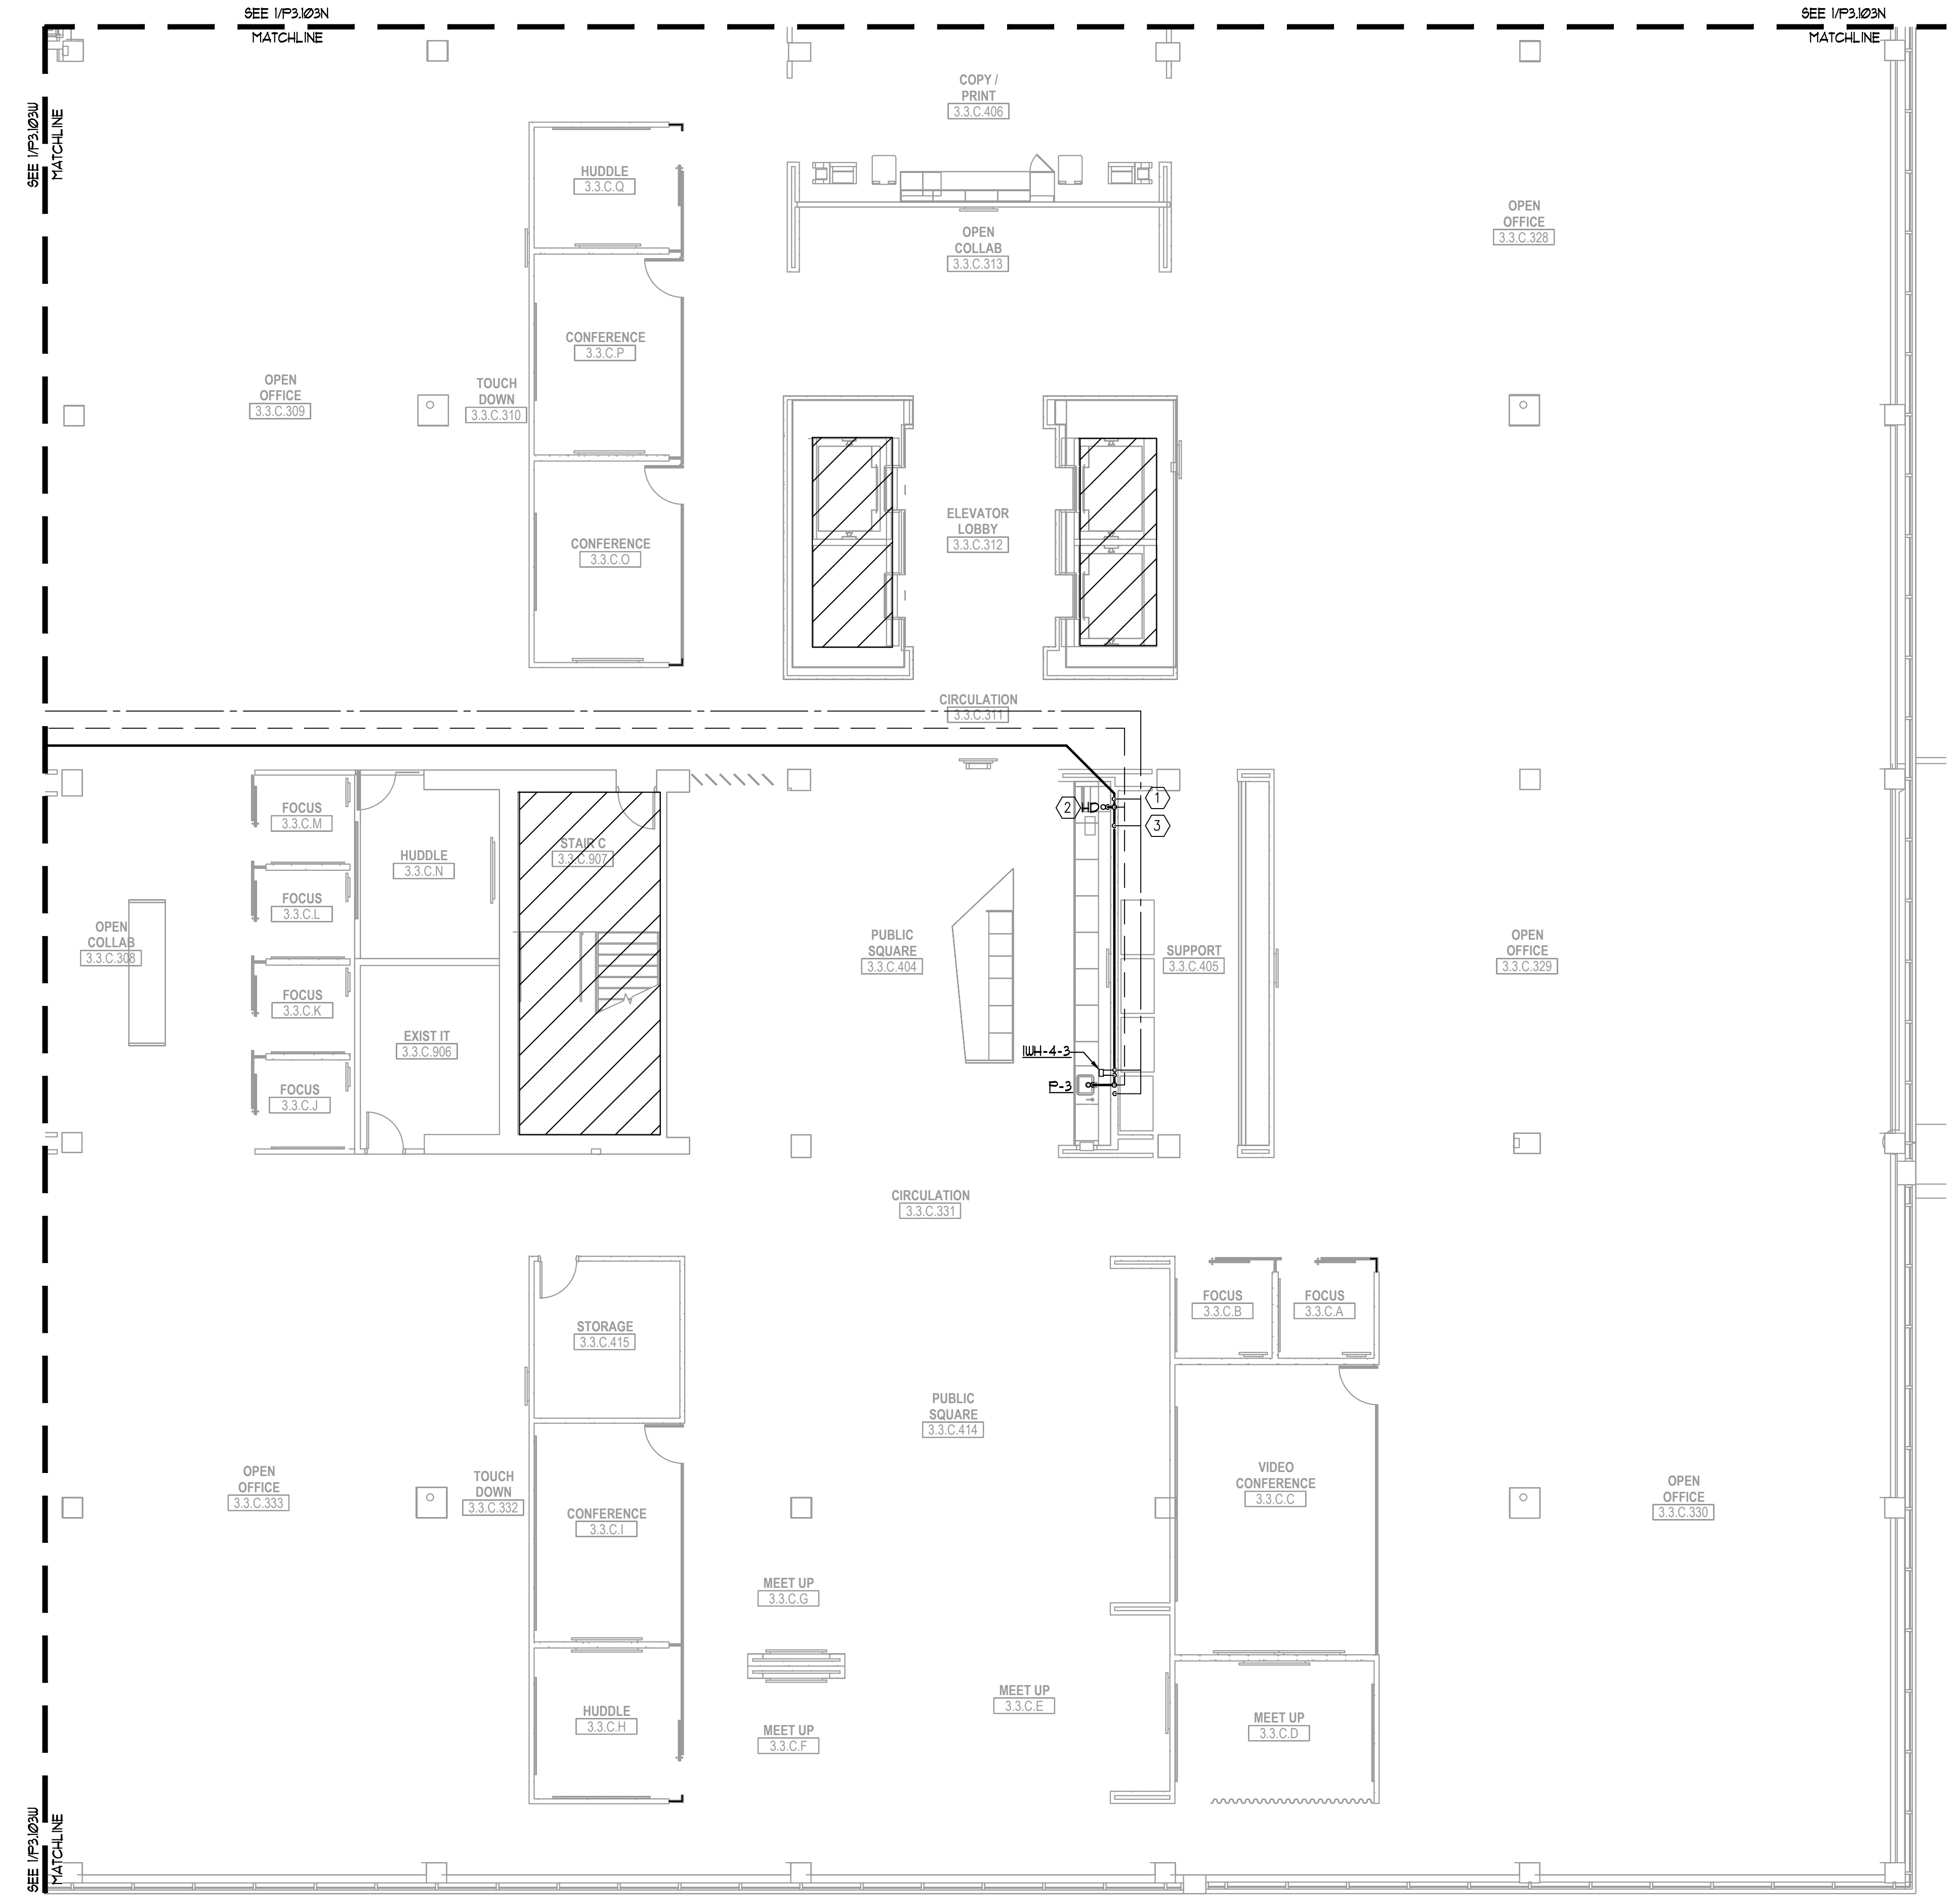 SEE 1/P3.103N
MATCHLINE
SEE 1/P3.103N
MATCHLINE
SEE 1/P3.103W
MATCHLINE
COPY /
PRINT
3.3.C.406
HUDDLE
3.3.C.Q
OPEN
COLLAB
3.3.C.313
OPEN
OFFICE
3.3.C.328
CONFERENCE
3.3.C.P
OPEN
OFFICE
3.3.C.309
TOUCH
DOWN
3.3.C.310
CONFERENCE
3.3.C.O
ELEVATOR
LOBBY
3.3.C.312
CIRCULATION
3.3.C.311
FOCUS
3.3.C.M
HUDDLE
3.3.C.N
STAIR C
3.3.C.907
2
HD
1
3
FOCUS
3.3.C.L
OPEN
COLLAB
3.3.C.308
PUBLIC
SQUARE
3.3.C.404
SUPPORT
3.3.C.405
OPEN
OFFICE
3.3.C.329
FOCUS
3.3.C.K
EXIST IT
3.3.C.906
IWH-4-3
P-3
FOCUS
3.3.C.J
CIRCULATION
3.3.C.331
FOCUS
3.3.C.B
FOCUS
3.3.C.A
STORAGE
3.3.C.415
PUBLIC
SQUARE
3.3.C.414
OPEN
OFFICE
3.3.C.333
TOUCH
DOWN
3.3.C.332
CONFERENCE
3.3.C.I
VIDEO
CONFERENCE
3.3.C.C
OPEN
OFFICE
3.3.C.330
MEET UP
3.3.C.G
MEET UP
3.3.C.E
HUDDLE
3.3.C.H
MEET UP
3.3.C.F
MEET UP
3.3.C.D
SEE 1/P3.103W
MATCHLINE